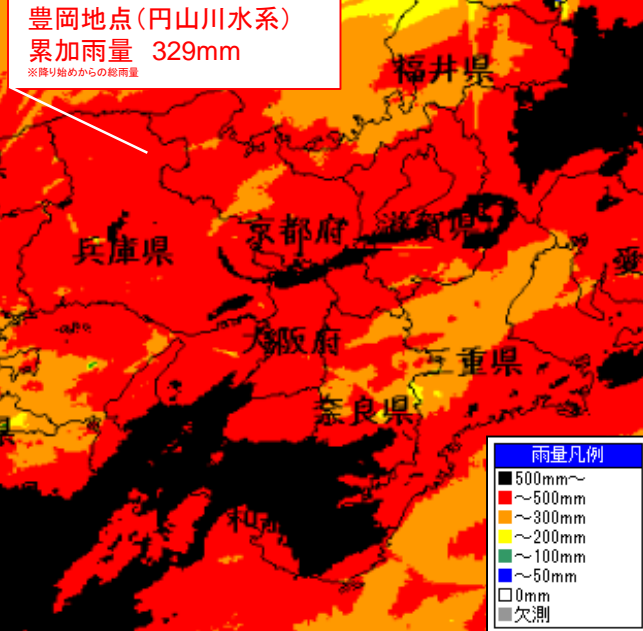 豊岡地点(円山川水系)
累加雨量 329mm
※降り始めからの総雨量
福井県
兵庫県
京都府
滋賀県
愛
大阪府
三重県
奈良県
県
和
雨量凡例
500mm～
～500mm
～300mm
～200mm
～100mm
～50mm
0mm
欠測